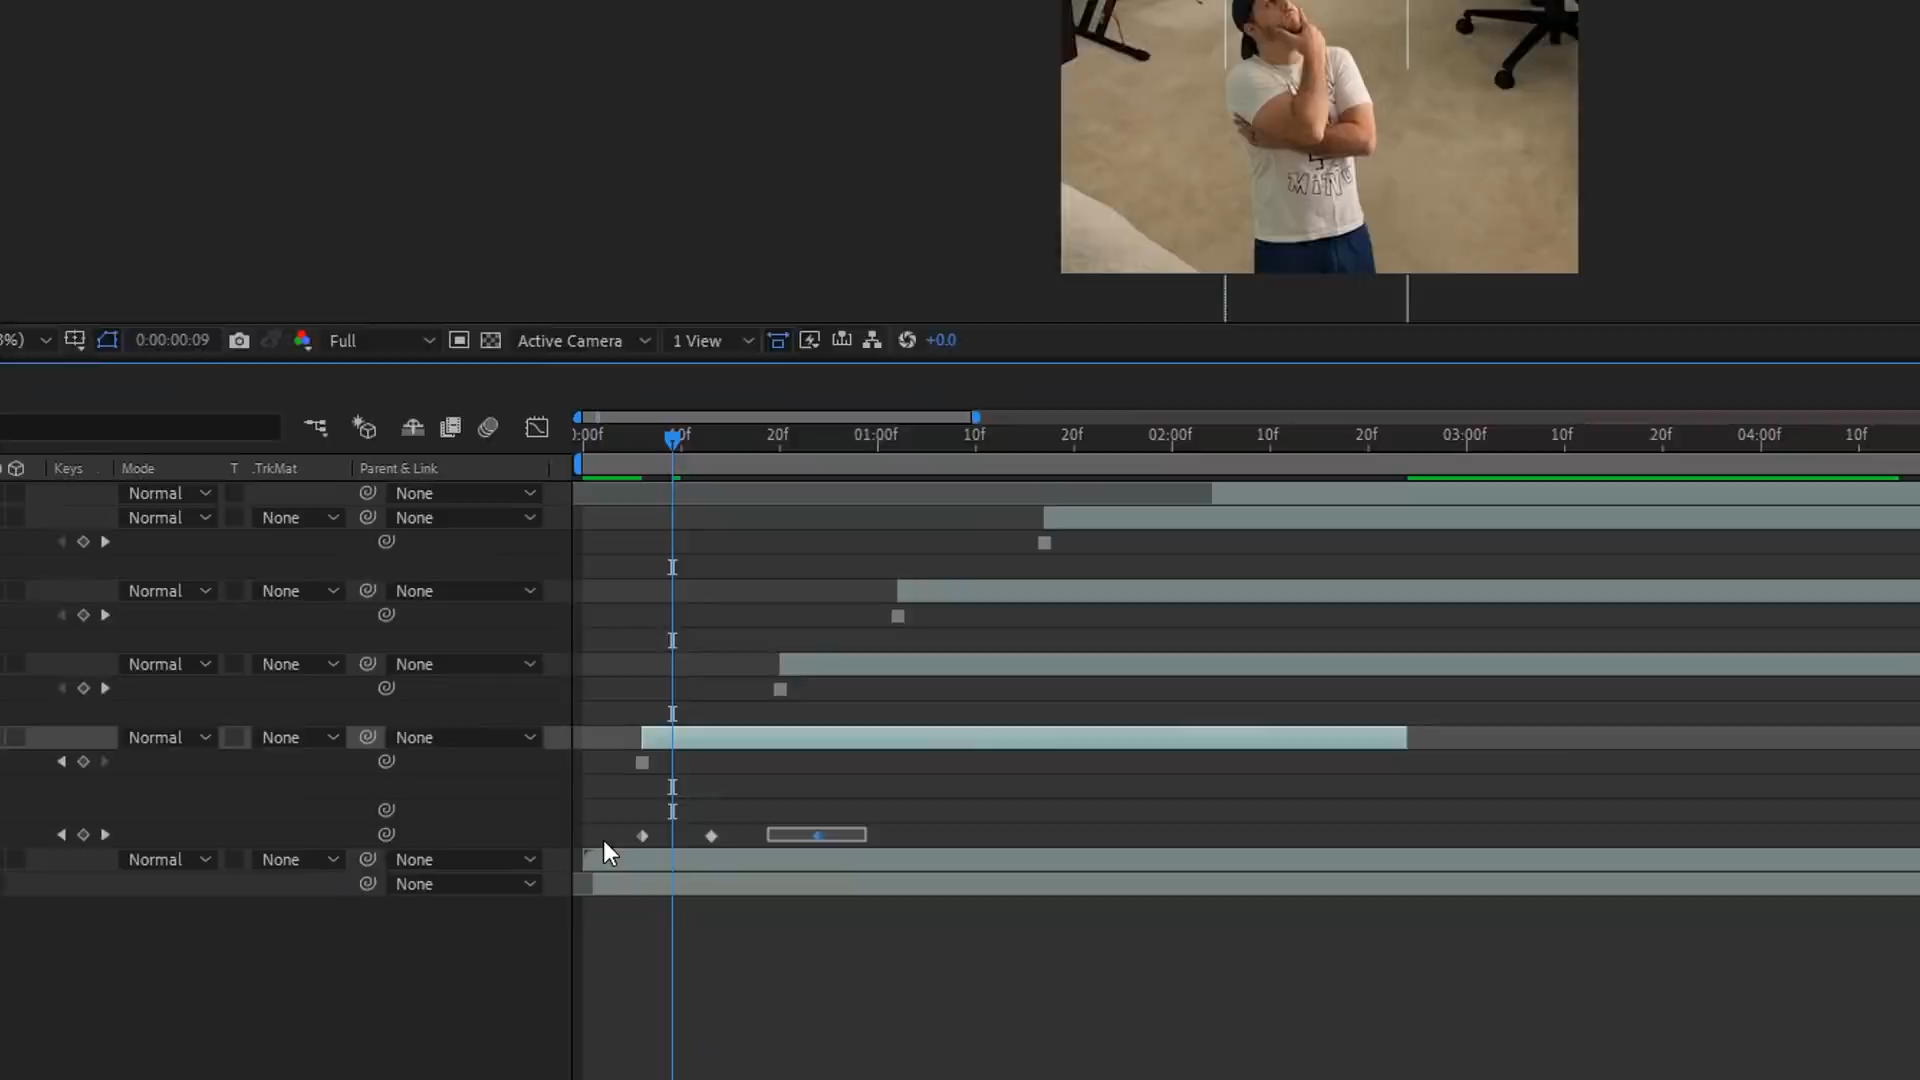 MiNU
3%) 0:00:00:09 Full Active Camera 1 View +0.0
):00f 20f 01:00f 10f 20f 02:00f 10f 20f 03:00f 10f 20f 04:00f 10f
Keys Mode T .TrkMat Parent & Link
Normal None
Normal None None
Normal None None
Normal None None
Normal None None
Normal None None
None